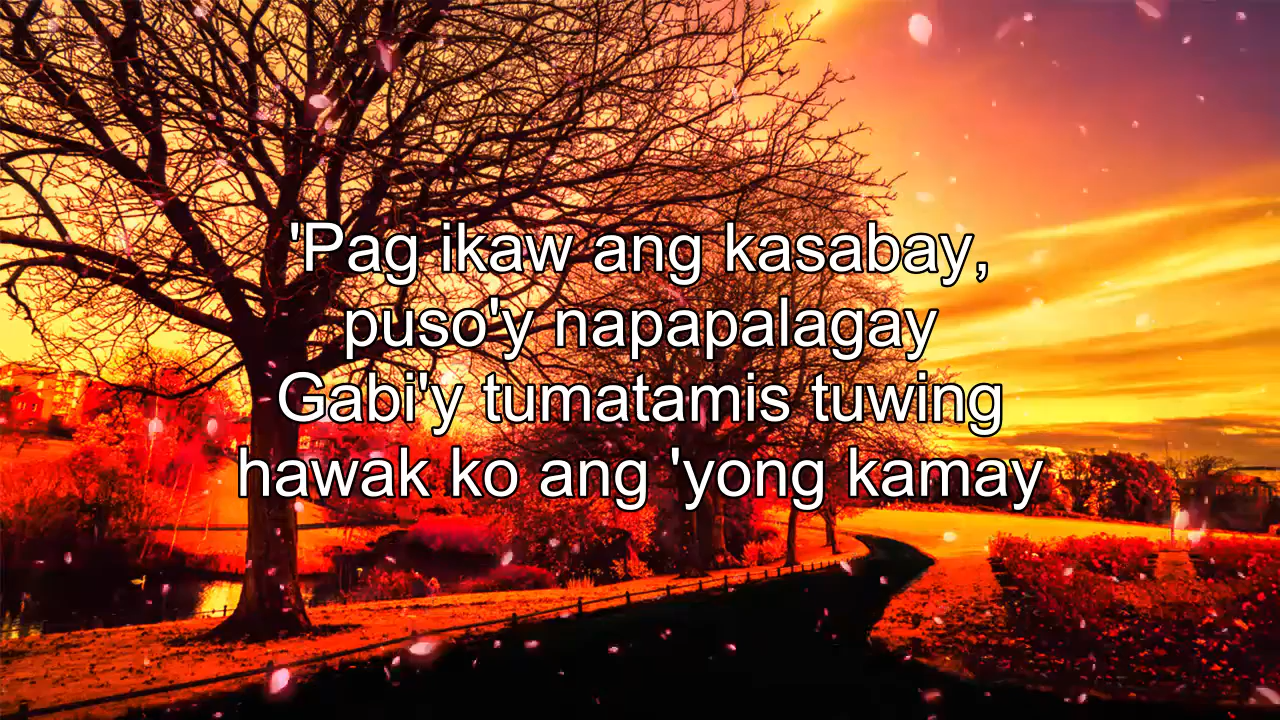 'Pag ikaw ang kasabay,
puso'y napapalagay
Gabi'y tumatamis tuwing
hawak ko ang 'yong kamay